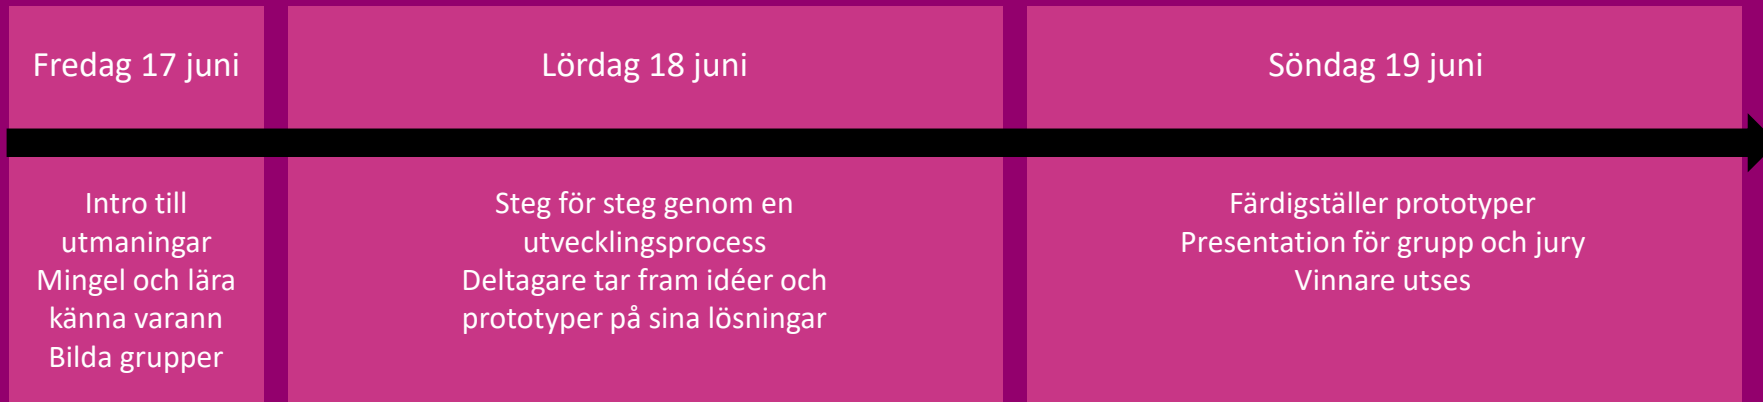 Fredag 17 juni
Intro till
utmaningar
Mingel och lära
känna varann
Bilda grupper
Lördag 18 juni
Steg för steg genom en
utvecklingsprocess
Deltagare tar fram idéer och
prototyper på sina lösningar
Söndag 19 juni
Färdigställer prototyper
Presentation för grupp och jury
Vinnare utses